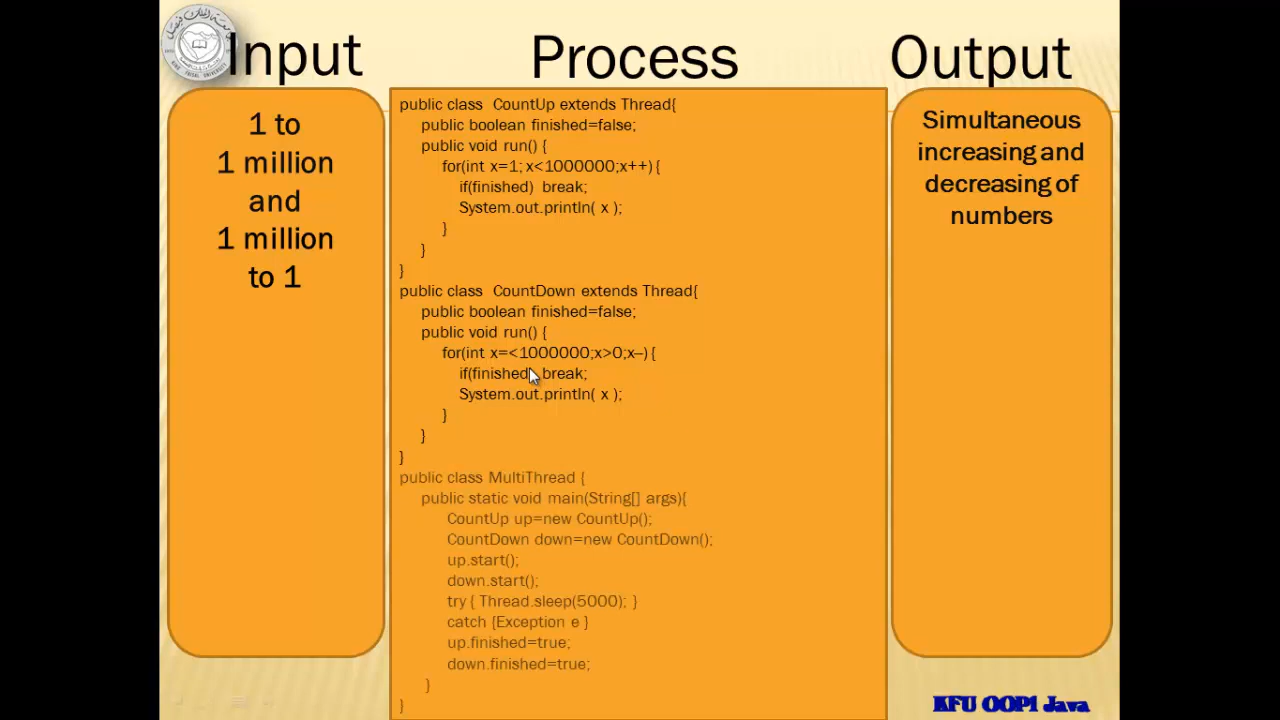 Input
Process
Output
1 to
1 million
and
1 million
to 1
public class CountUp extends Thread{
public boolean finished=false;
public void run() {
for(int x=1; x<1000000;x++) {
if(finished) break;
System.out.println( x );
}
}
}
public class CountDown extends Thread{
public boolean finished=false;
public void run() {
for(int x=<1000000;x>0;x–) {
if(finished) break;
System.out.println( x );
}
}
}
public class MultiThread {
public static void main(String[] args){
CountUp up=new CountUp();
CountDown down=new CountDown();
up.start();
down.start();
try { Thread.sleep(5000); }
catch {Exception e }
up.finished=true;
down.finished=true;
}
}
Simultaneous
increasing and
decreasing of
numbers
KFU OOP1 Java